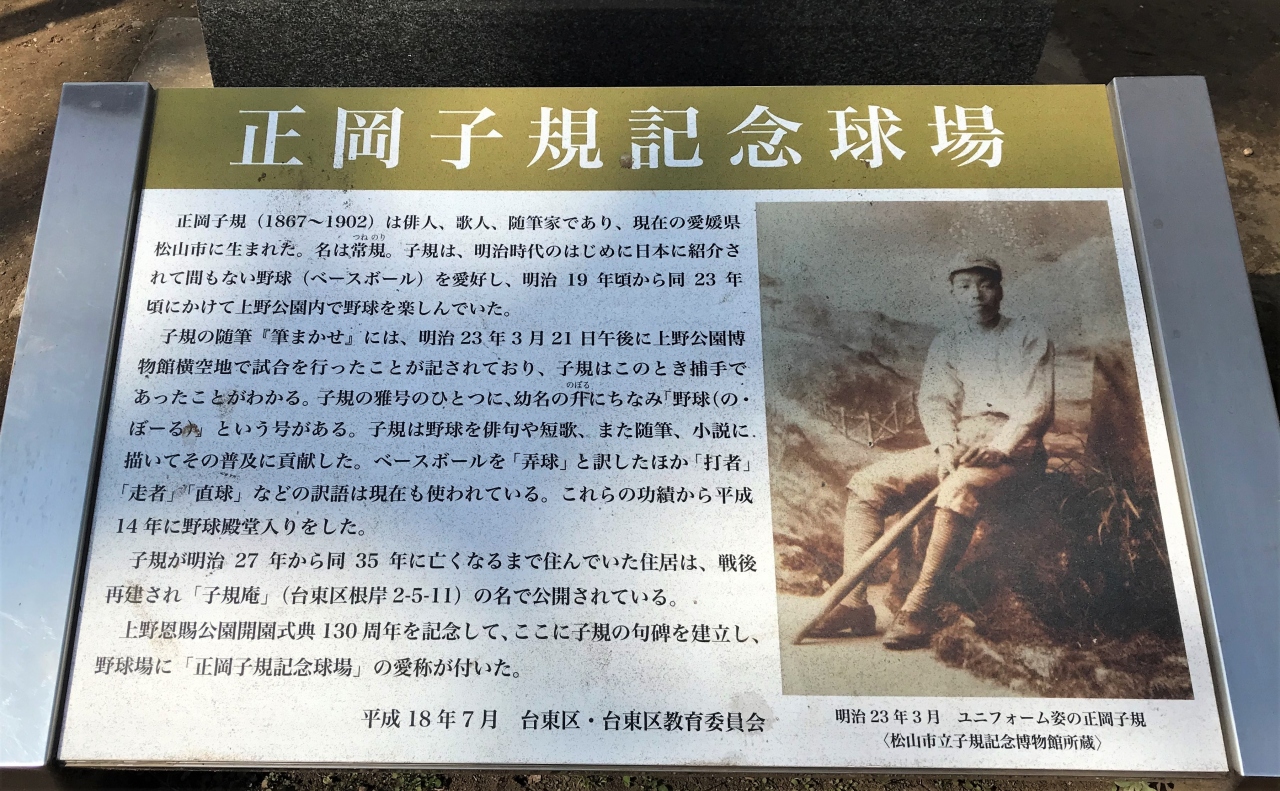 正岡子規記念球場
正岡子規（1867～1902）は俳人、歌人、随筆家であり、現在の愛媛県
つねのり
松山市に生まれた。名は常規。子規は、明治時代のはじめに日本に紹介さ
れて間もない野球（ベースボール）を愛好し、明治 19 年頃から同 23 年
頃にかけて上野公園内で野球を楽しんでいた。
子規の随筆『筆まかせ』には、明治 23 年 3 月 21 日午後に上野公園博
物館横空地で試合を行ったことが記されており、子規はこのとき捕手で
のぼる
あったことがわかる。子規の雅号のひとつに、幼名の升にちなみ「野球（の・
ぼーる）」という号がある。子規は野球を俳句や短歌、また随筆、小説に
描いてその普及に貢献した。ベースボールを「弄球」と訳したほか「打者」
「走者」「直球」などの訳語は現在も使われている。これらの功績から平成
14 年に野球殿堂入りをした。
子規が明治 27 年から同 35 年に亡くなるまで住んでいた住居は、戦後
再建され「子規庵」（台東区根岸 2-5-11）の名で公開されている。
上野恩賜公園開園式典 130 周年を記念して、ここに子規の句碑を建立し、
野球場に「正岡子規記念球場」の愛称が付いた。
平成 18 年 7 月　台東区・台東区教育委員会
明治 23 年 3 月　ユニフォーム姿の正岡子規
〈松山市立子規記念博物館所蔵〉